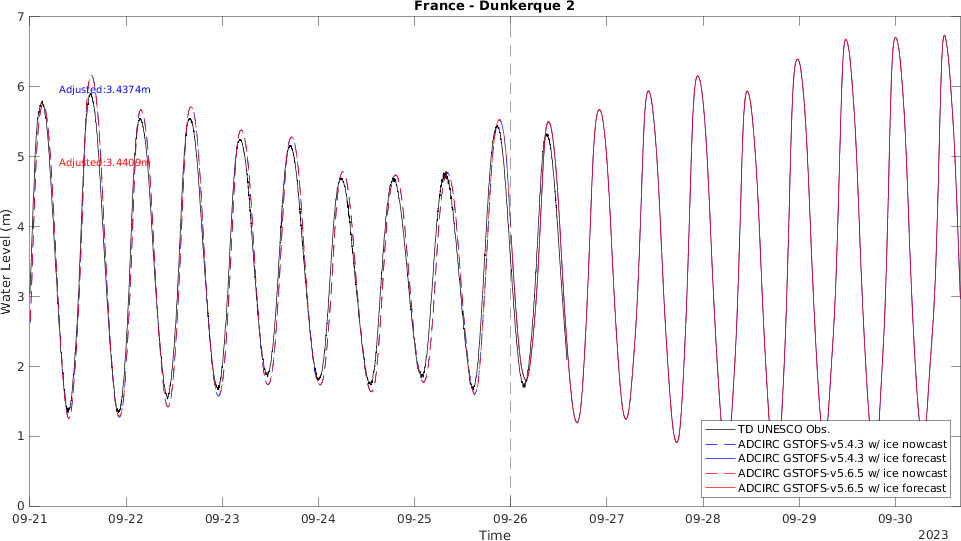 France - Dunkerque 2
7
6
5
4
3
2
1
0
Water Level (m)
Adjusted:3.4374m
Adjusted:3.4409m
TD UNESCO Obs.
ADCIRC GSTOFS-v5.4.3 w/ ice nowcast
ADCIRC GSTOFS-v5.4.3 w/ ice forecast
ADCIRC GSTOFS-v5.6.5 w/ ice nowcast
ADCIRC GSTOFS-v5.6.5 w/ ice forecast
09-21 09-22 09-23 09-24 09-25 09-26 09-27 09-28 09-29 09-30
Time
2023